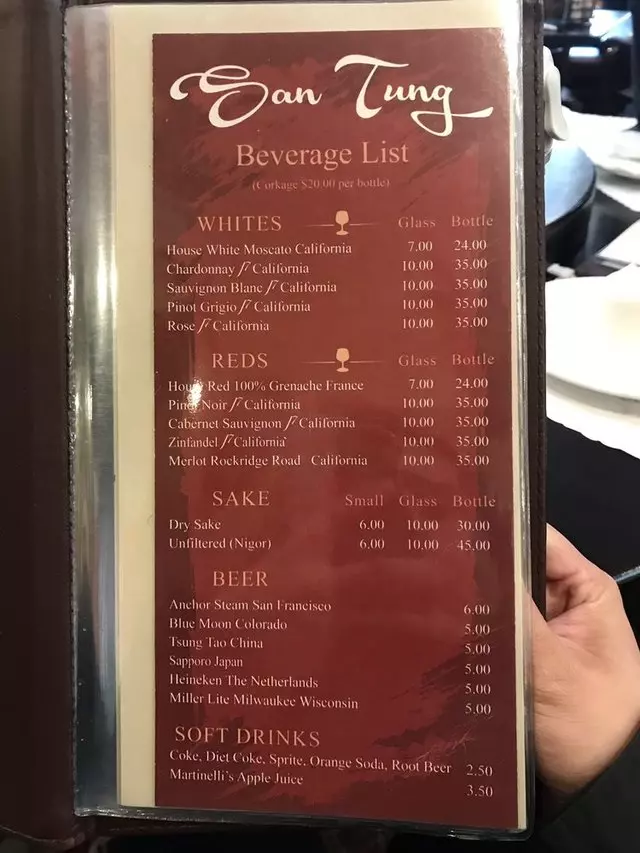 San Tung
Beverage List
(Corkage $20.00 per bottle)
WHITES Glass Bottle
House White Moscato California 7.00 24.00
Chardonnay f7 California 10.00 35.00
Sauvignon Blanc f7 California 10.00 35.00
Pinot Grigio f7 California 10.00 35.00
Rose f7 California 10.00 35.00
REDS Glass Bottle
House Red 100% Grenache France 7.00 24.00
Pinot Noir f7 California 10.00 35.00
Cabernet Sauvignon f7 California 10.00 35.00
Zinfandel f7 California 10.00 35.00
Merlot Rockridge Road California 10.00 35.00
SAKE Small Glass Bottle
Dry Sake 6.00 10.00 30.00
Unfiltered (Nigor) 6.00 10.00 45.00
BEER
Anchor Steam San Francisco 6.00
Blue Moon Colorado 5.00
Tsung Tao China 5.00
Sapporo Japan 5.00
Heineken The Netherlands 5.00
Miller Lite Milwaukee Wisconsin 5.00
SOFT DRINKS
Coke, Diet Coke, Sprite, Orange Soda, Root Beer 2.50
Martinelli's Apple Juice 3.50